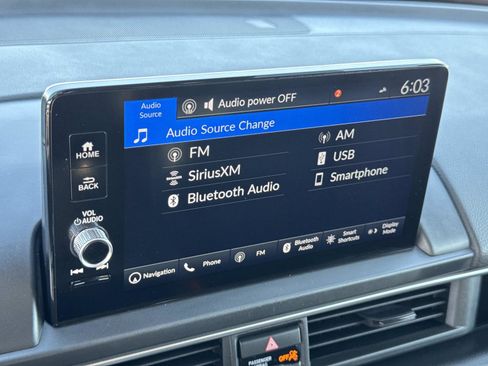 Audio
Source
Audio power OFF
6:03
Audio Source Change
FM
AM
SiriusXM
USB
Bluetooth Audio
Smartphone
HOME
BACK
VOL
AUDIO
Navigation
Phone
FM
Bluetooth
Audio
Smart
Shortcuts
Display
Mode
PASSENGER
OFF